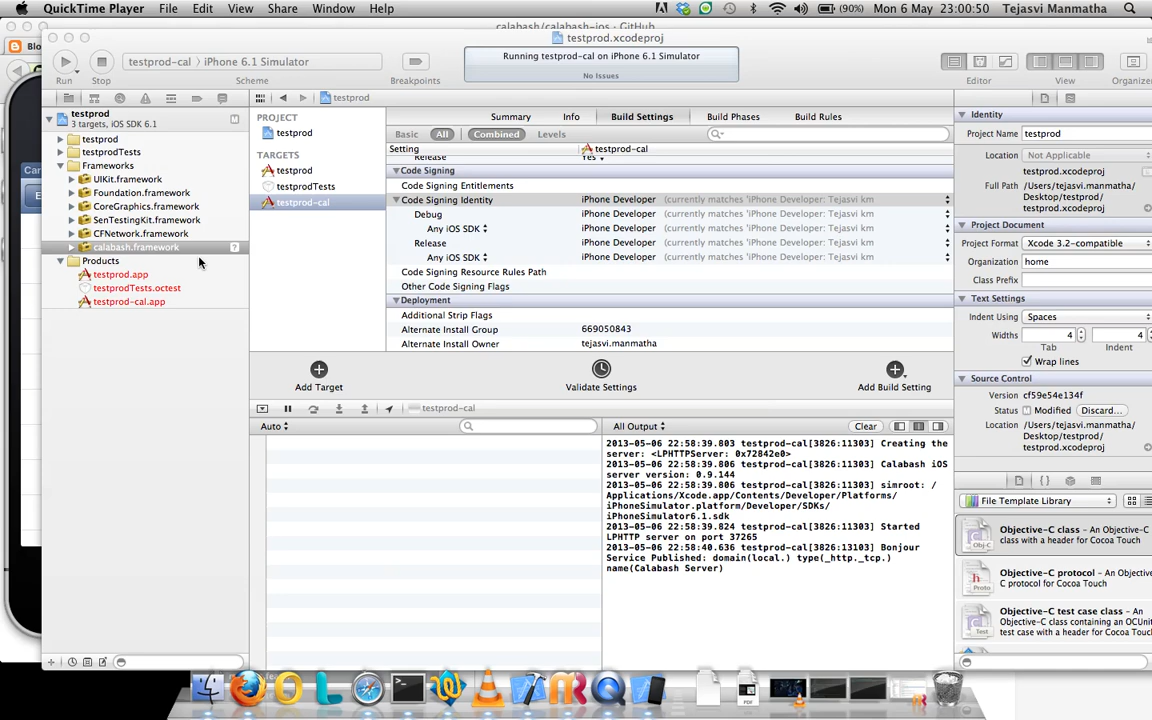 QuickTime Player File Edit View Share Window Help (90%) Mon 6 May 23:00:50 Tejasvi Manmatha
calabash/calabash-ios · GitHub
Blo
testprod.xcodeproj
testprod-cal iPhone 6.1 Simulator
Running testprod-cal on iPhone 6.1 Simulator
No Issues
Run Stop Scheme Breakpoints Editor View Organizer
testprod
testprod
3 targets, iOS SDK 6.1
testprod
testprodTests
Frameworks
UIKit.framework
Foundation.framework
CoreGraphics.framework
SenTestingKit.framework
CFNetwork.framework
calabash.framework ?
Products
testprod.app
testprodTests.octest
testprod-cal.app
Car
E
PROJECT
testprod
TARGETS
testprod
testprodTests
testprod-cal
Summary Info Build Settings Build Phases Build Rules
Basic All Combined Levels
Setting testprod-cal
Release Yes
Code Signing
Code Signing Entitlements
Code Signing Identity iPhone Developer (currently matches 'iPhone Developer: Tejasvi km
Debug iPhone Developer (currently matches 'iPhone Developer: Tejasvi km
Any iOS SDK iPhone Developer (currently matches 'iPhone Developer: Tejasvi km
Release iPhone Developer (currently matches 'iPhone Developer: Tejasvi km
Any iOS SDK iPhone Developer (currently matches 'iPhone Developer: Tejasvi km
Code Signing Resource Rules Path
Other Code Signing Flags
Deployment
Additional Strip Flags
Alternate Install Group 669050843
Alternate Install Owner tejasvi.manmatha
Add Target Validate Settings Add Build Setting
testprod-cal
Auto
All Output Clear
2013-05-06 22:58:39.803 testprod-cal[3826:11303] Creating the
server: <LPHTTPServer: 0x72842e0>
2013-05-06 22:58:39.806 testprod-cal[3826:11303] Calabash iOS
server version: 0.9.144
2013-05-06 22:58:39.806 testprod-cal[3826:11303] simroot: /
Applications/Xcode.app/Contents/Developer/Platforms/
iPhoneSimulator.platform/Developer/SDKs/
iPhoneSimulator6.1.sdk
2013-05-06 22:58:39.824 testprod-cal[3826:11303] Started
LPHTTP server on port 37265
2013-05-06 22:58:40.636 testprod-cal[3826:13103] Bonjour
Service Published: domain(local.) type(_http._tcp.)
name(Calabash Server)
Identity
Project Name testprod
Location Not Applicable
testprod.xcodeproj
Full Path /Users/tejasvi.manmatha/
Desktop/testprod/
testprod.xcodeproj
Project Document
Project Format Xcode 3.2-compatible
Organization home
Class Prefix
Text Settings
Indent Using Spaces
Widths 4 4
Tab Indent
Wrap lines
Source Control
Version cf59e54e134f
Status Modified Discard...
Location /Users/tejasvi.manmatha/
Desktop/testprod/
testprod.xcodeproj
File Template Library
Objective-C class - An Objective-
C class with a header for Cocoa Touch
Objective-C protocol - An Objective-
C protocol for Cocoa Touch
Objective-C test case class - An
Objective-C class containing an OCUnit
test case with a header for Cocoa Touch